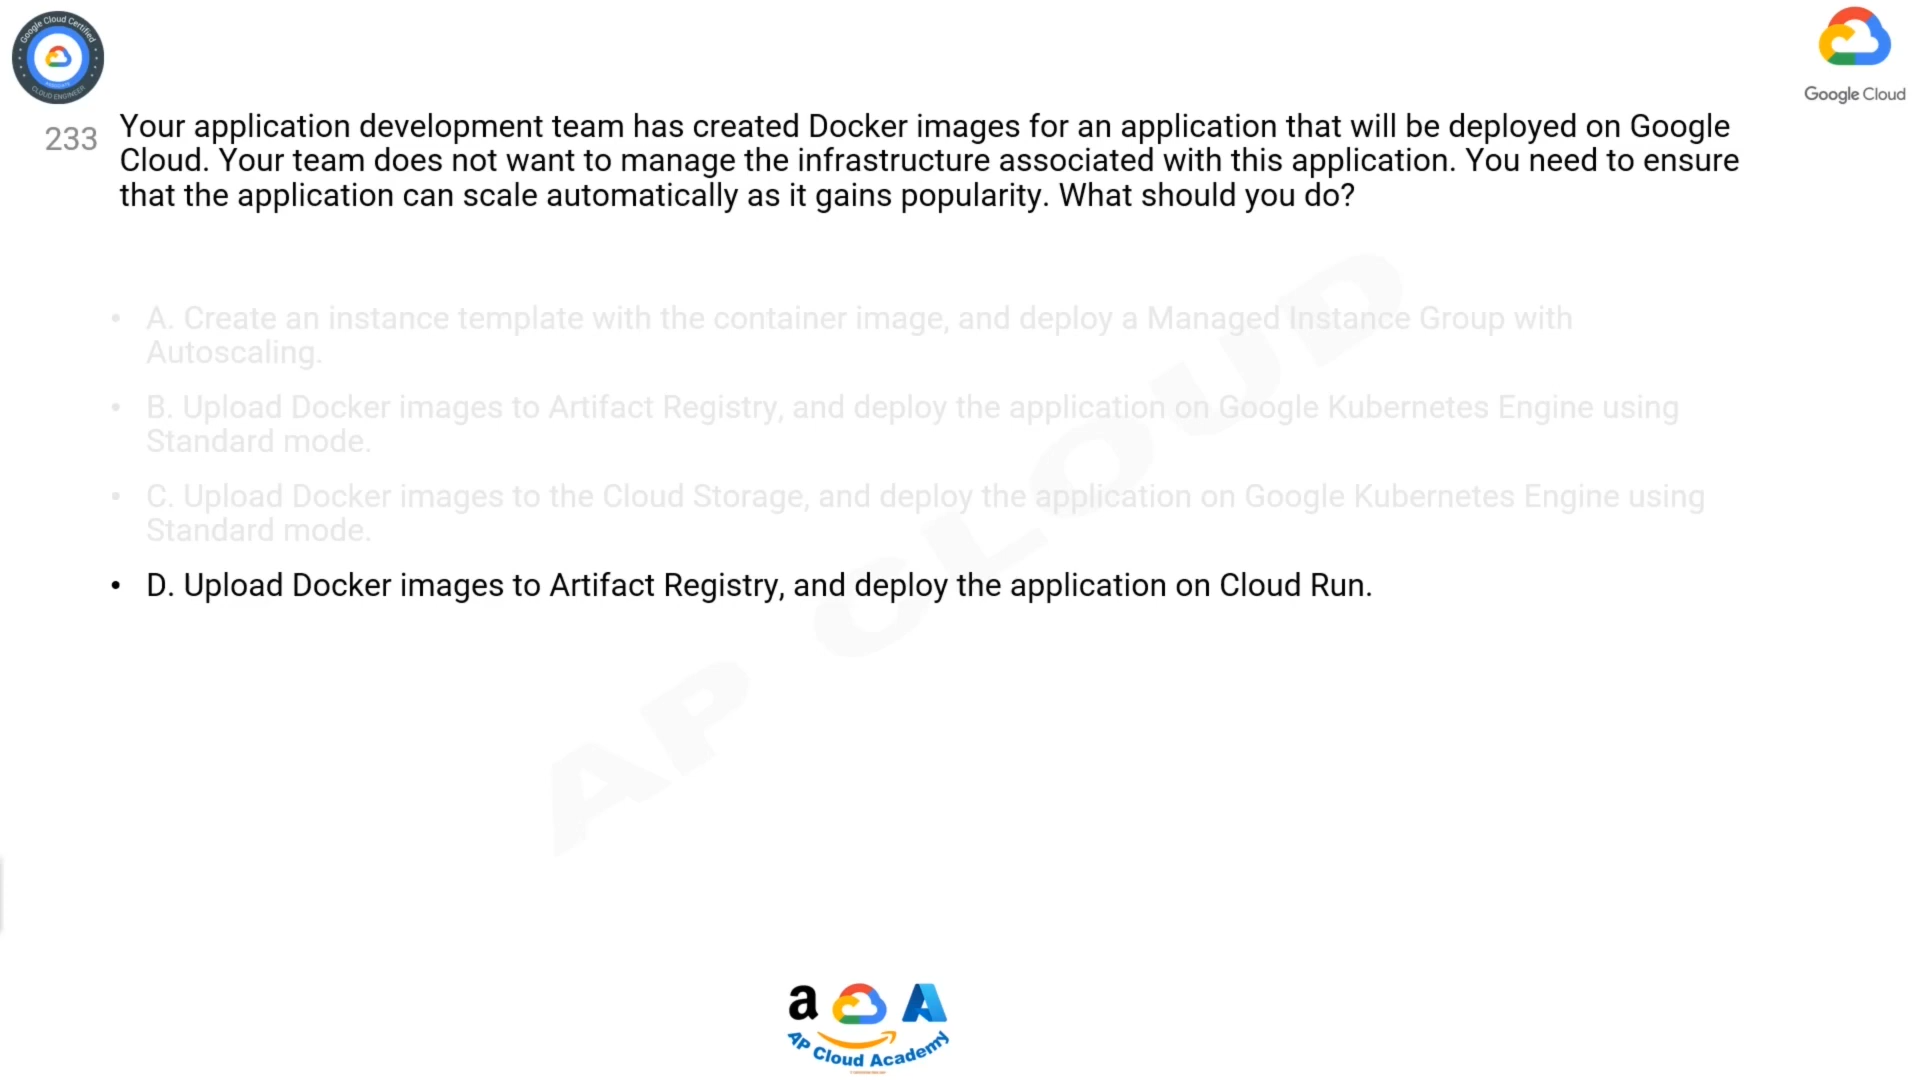 Google Cloud Certified
CLOUD ENGINEER
Google Cloud
233
Your application development team has created Docker images for an application that will be deployed on Google
Cloud. Your team does not want to manage the infrastructure associated with this application. You need to ensure
that the application can scale automatically as it gains popularity. What should you do?
• A. Create an instance template with the container image, and deploy a Managed Instance Group with
Autoscaling.
• B. Upload Docker images to Artifact Registry, and deploy the application on Google Kubernetes Engine using
Standard mode.
• C. Upload Docker images to the Cloud Storage, and deploy the application on Google Kubernetes Engine using
Standard mode.
• D. Upload Docker images to Artifact Registry, and deploy the application on Cloud Run.
AP CLOUD
a
AP Cloud Academy